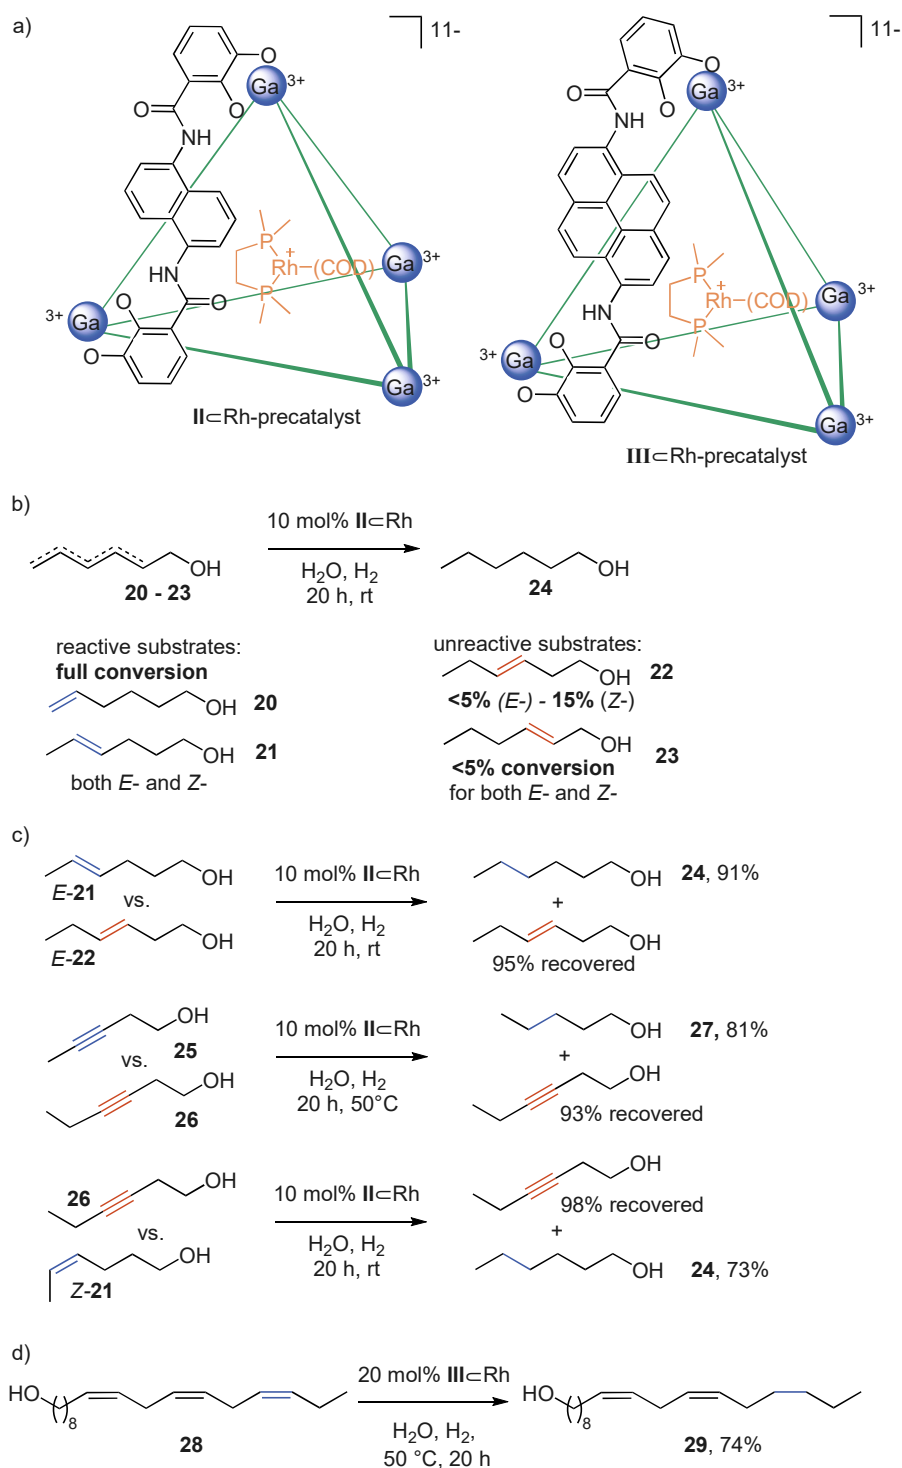 a)
11-
O
O
Ga
3+
O
NH
P
+
Rh
(COD)
P
Ga
3+
NH
O
O
O
3+
Ga
Ga
3+
II⊂Rh-precatalyst
11-
O
O
Ga
3+
O
NH
P
+
Rh
(COD)
P
Ga
3+
NH
O
O
O
3+
Ga
Ga
3+
III⊂Rh-precatalyst
b)
OH
20 - 23
10 mol% II⊂Rh
H₂O, H₂
20 h, rt
OH
24
reactive substrates:
full conversion
OH
20
OH
21
both E- and Z-
unreactive substrates:
OH
22
<5% (E-) - 15% (Z-)
OH
23
<5% conversion
for both E- and Z-
c)
OH
E-21
vs.
OH
E-22
10 mol% II⊂Rh
H₂O, H₂
20 h, rt
OH
24, 91%
+
OH
95% recovered
OH
25
vs.
OH
26
10 mol% II⊂Rh
H₂O, H₂
20 h, 50°C
OH
27, 81%
+
OH
93% recovered
26
OH
vs.
OH
Z-21
10 mol% II⊂Rh
H₂O, H₂
20 h, rt
OH
98% recovered
+
OH
24, 73%
d)
HO
8
28
20 mol% III⊂Rh
H₂O, H₂,
50 °C, 20 h
HO
8
29, 74%